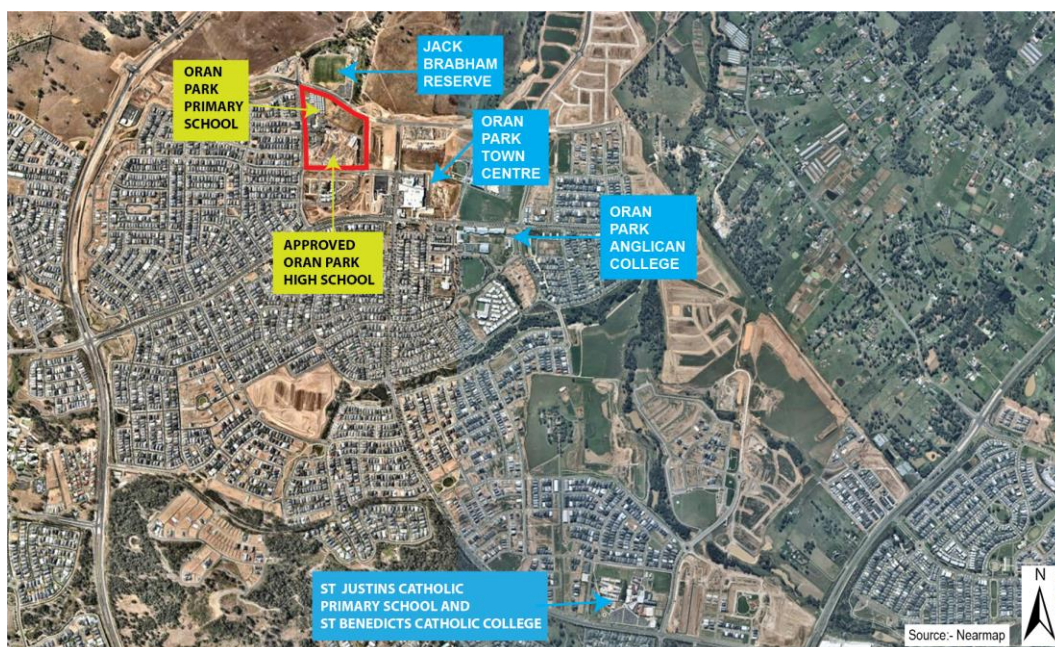 JACK
BRABHAM
RESERVE
ORAN
PARK
PRIMARY
SCHOOL
ORAN
PARK
TOWN
CENTRE
ORAN
PARK
ANGLICAN
COLLEGE
APPROVED
ORAN PARK
HIGH SCHOOL
ST JUSTINS CATHOLIC
PRIMARY SCHOOL AND
ST BENEDICTS CATHOLIC COLLEGE
N
Source:- Nearmap